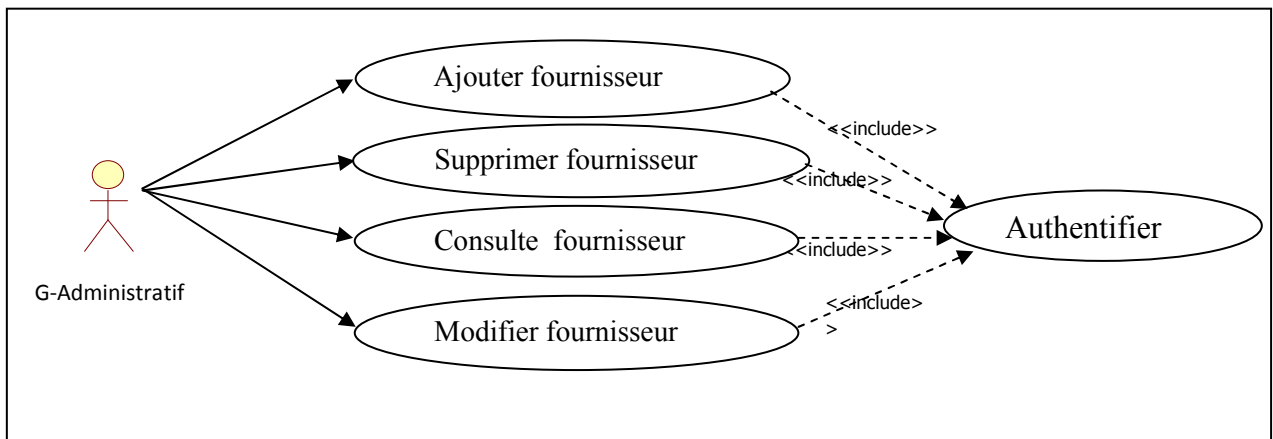 Ajouter fournisseur
<<include>>
Supprimer fournisseur
<<include>>
Consulte fournisseur
<<include>>
Authentifier
G-Administratif
Modifier fournisseur
<<include>
>